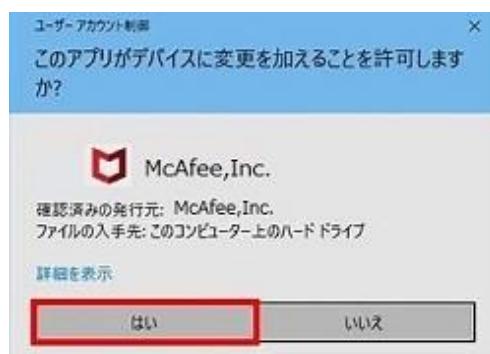 ユーザー アカウント制御
このアプリがデバイスに変更を加えることを許可します
か?
McAfee,Inc.
確認済みの発行元: McAfee,Inc.
ファイルの入手先: このコンピューター上のハード ドライブ
詳細を表示
はい
いいえ